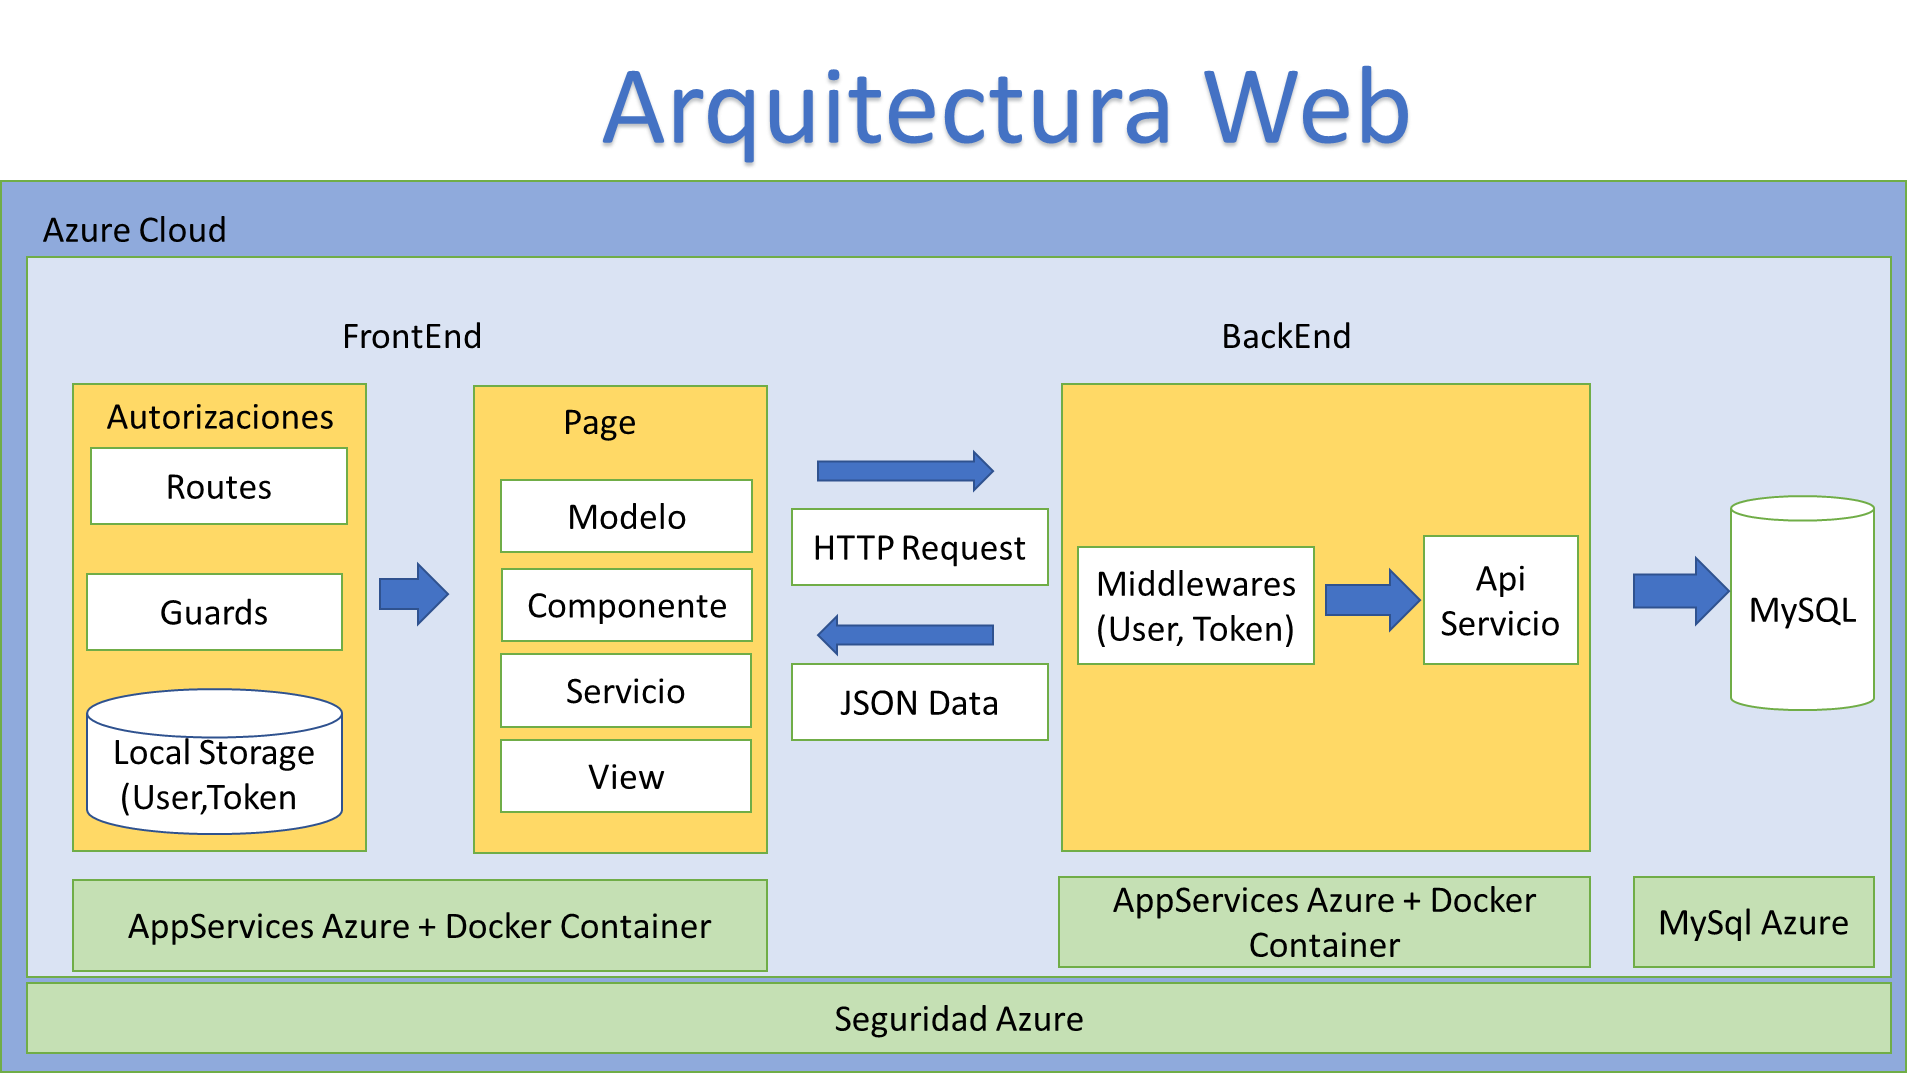 Arquitectura Web
Azure Cloud
FrontEnd
BackEnd
Autorizaciones
Routes
Guards
Local Storage
(User,Token
Page
Modelo
Componente
Servicio
View
HTTP Request
JSON Data
Middlewares
(User, Token)
Api
Servicio
MySQL
AppServices Azure + Docker Container
AppServices Azure + Docker
Container
MySql Azure
Seguridad Azure